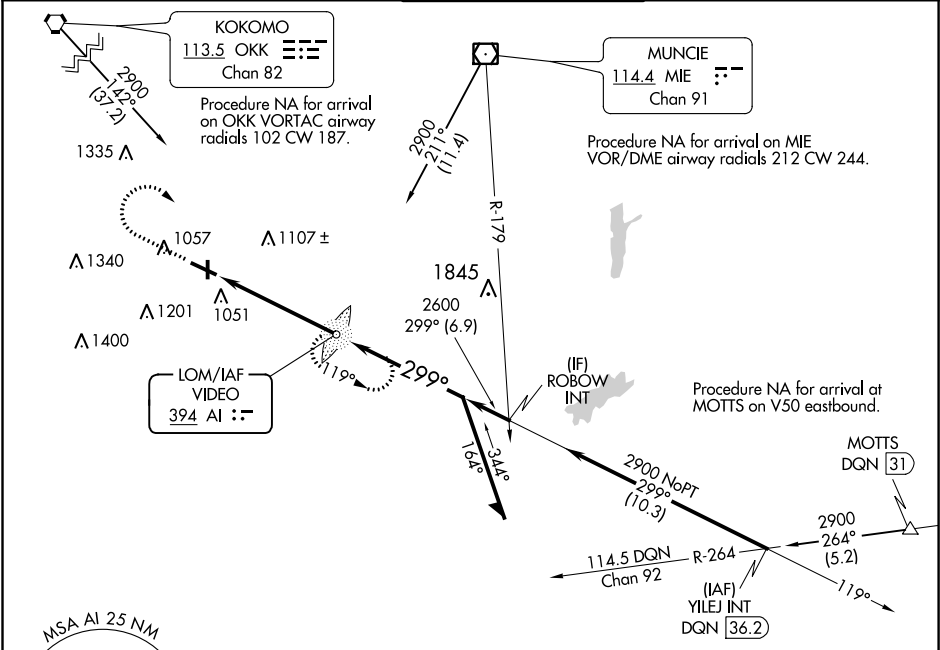 KOKOMO
113.5 OKK
Chan 82
2900
142°
(37.2)
Procedure NA for arrival
on OKK VORTAC airway
radials 102 CW 187.
MUNCIE
114.4 MIE
Chan 91
2900
211°
(11.4)
Procedure NA for arrival on MIE
VOR/DME airway radials 212 CW 244.
R-179
1335
1057
1107 ±
1340
1845
1201
1051
1400
2600
299° (6.9)
LOM/IAF
VIDEO
394 AI
119°
299°
(IF)
ROBOW
INT
Procedure NA for arrival at
MOTTS on V50 eastbound.
MOTTS
DQN 31
164°
344°
2900 NoPT
299°
(10.3)
2900
264°
(5.2)
114.5 DQN
Chan 92
R-264
(IAF)
YILEJ INT
DQN 36.2
119°
MSA AI 25 NM